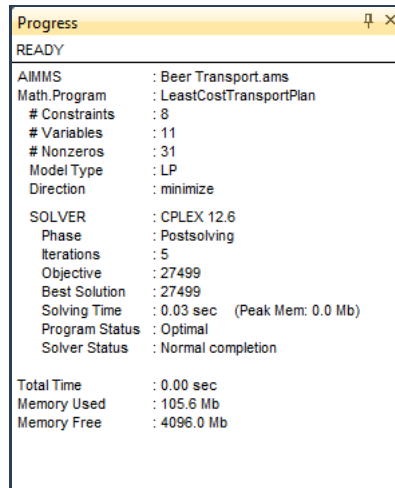 Progress
READY
AIMMS : Beer Transport.ams
Math.Program : LeastCostTransportPlan
# Constraints : 8
# Variables : 11
# Nonzeros : 31
Model Type : LP
Direction : minimize
SOLVER : CPLEX 12.6
Phase : Postsolving
Iterations : 5
Objective : 27499
Best Solution : 27499
Solving Time : 0.03 sec (Peak Mem: 0.0 Mb)
Program Status : Optimal
Solver Status : Normal completion
Total Time : 0.00 sec
Memory Used : 105.6 Mb
Memory Free : 4096.0 Mb